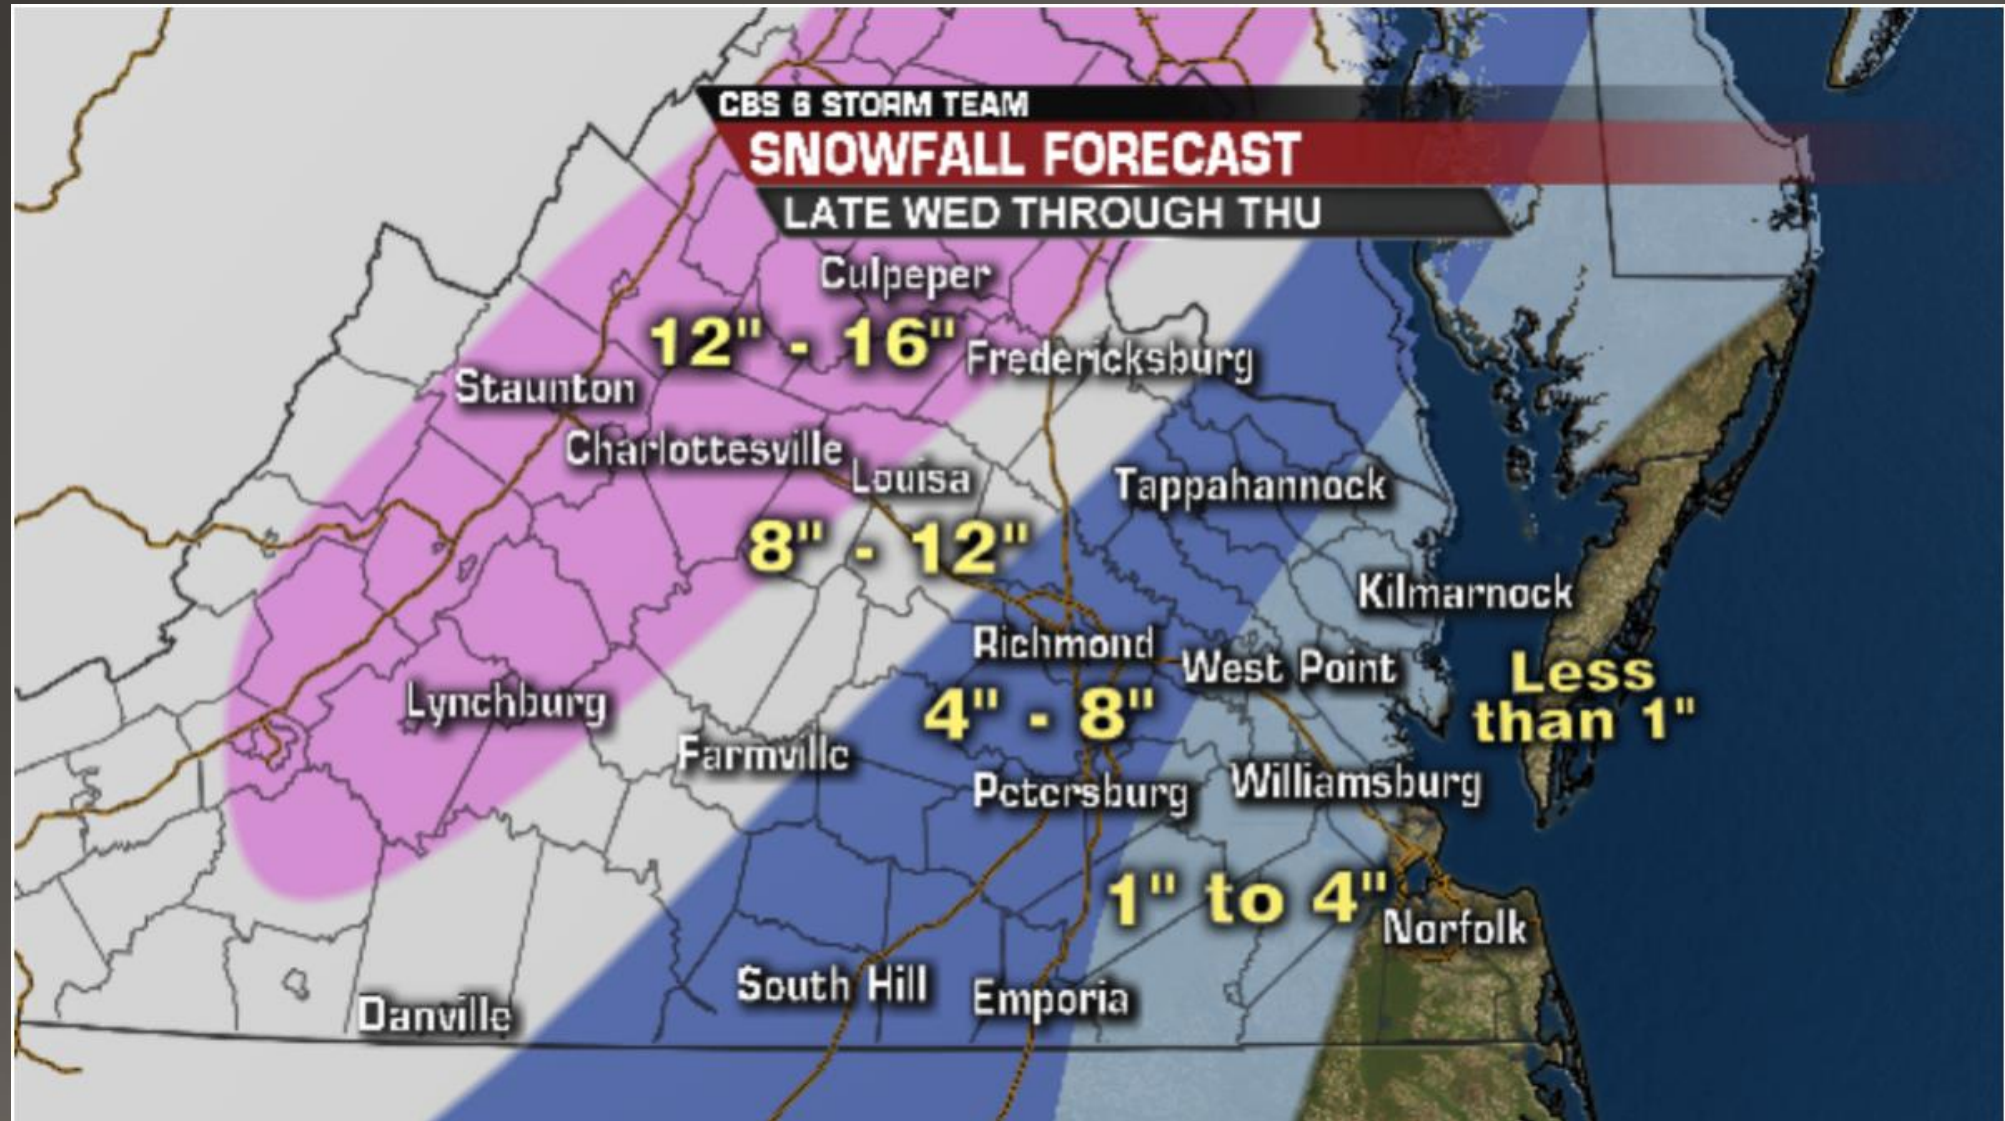 CBS 6 STORM TEAM
SNOWFALL FORECAST
LATE WED THROUGH THU
Culpeper
12" - 16"
Fredericksburg
Staunton
Charlottesville
Louisa
Tappahannock
8" - 12"
Kilmarnock
Richmond
West Point
Less
than 1"
Lynchburg
4" - 8"
Farmville
Petersburg
Williamsburg
1" to 4"
Norfolk
South Hill
Emporia
Danville